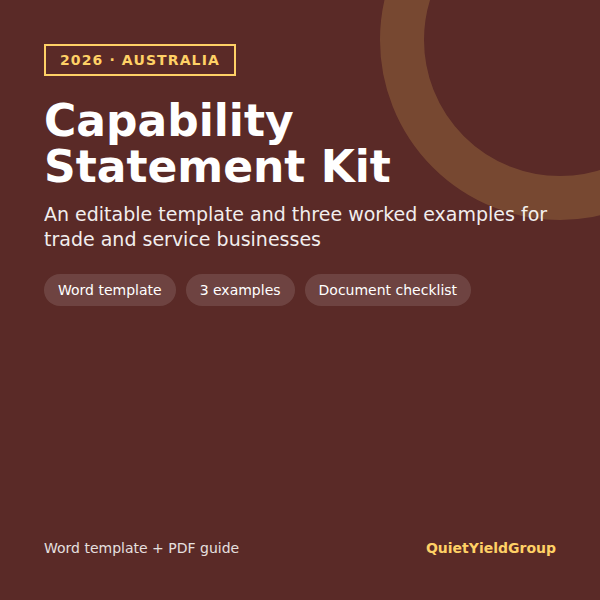 2026 · AUSTRALIA
Capability
Statement Kit
An editable template and three worked examples for
trade and service businesses
Word template
3 examples
Document checklist
Word template + PDF guide
QuietYieldGroup